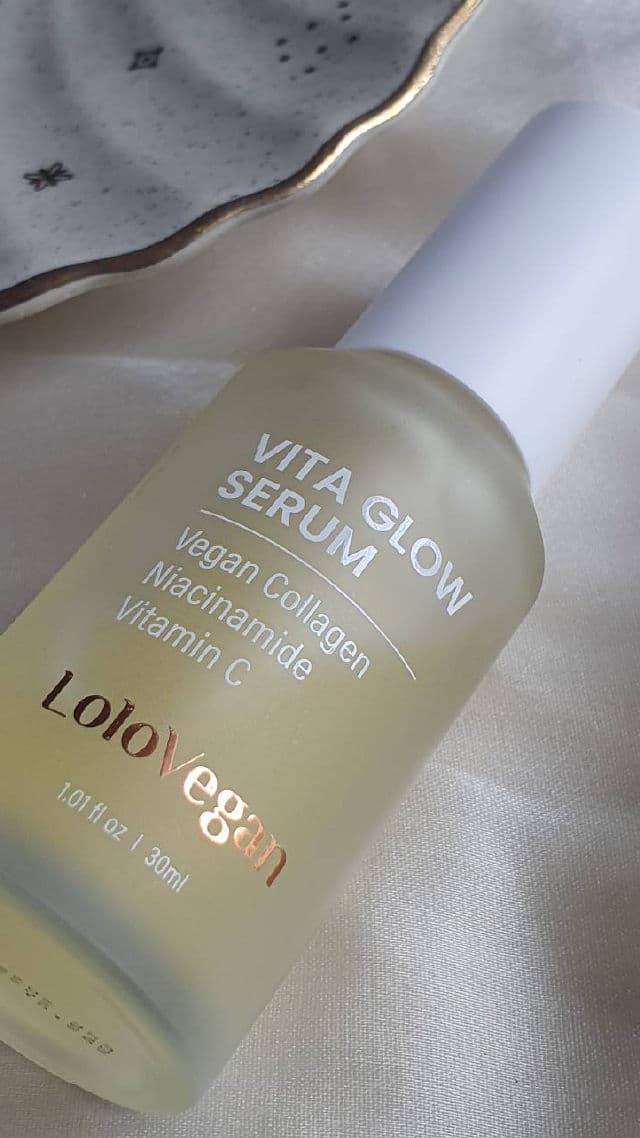 VITA GLOW
SERUM
Vegan Collagen
Niacinamide
Vitamin C
LoloVegan
1.01 fl oz | 30ml